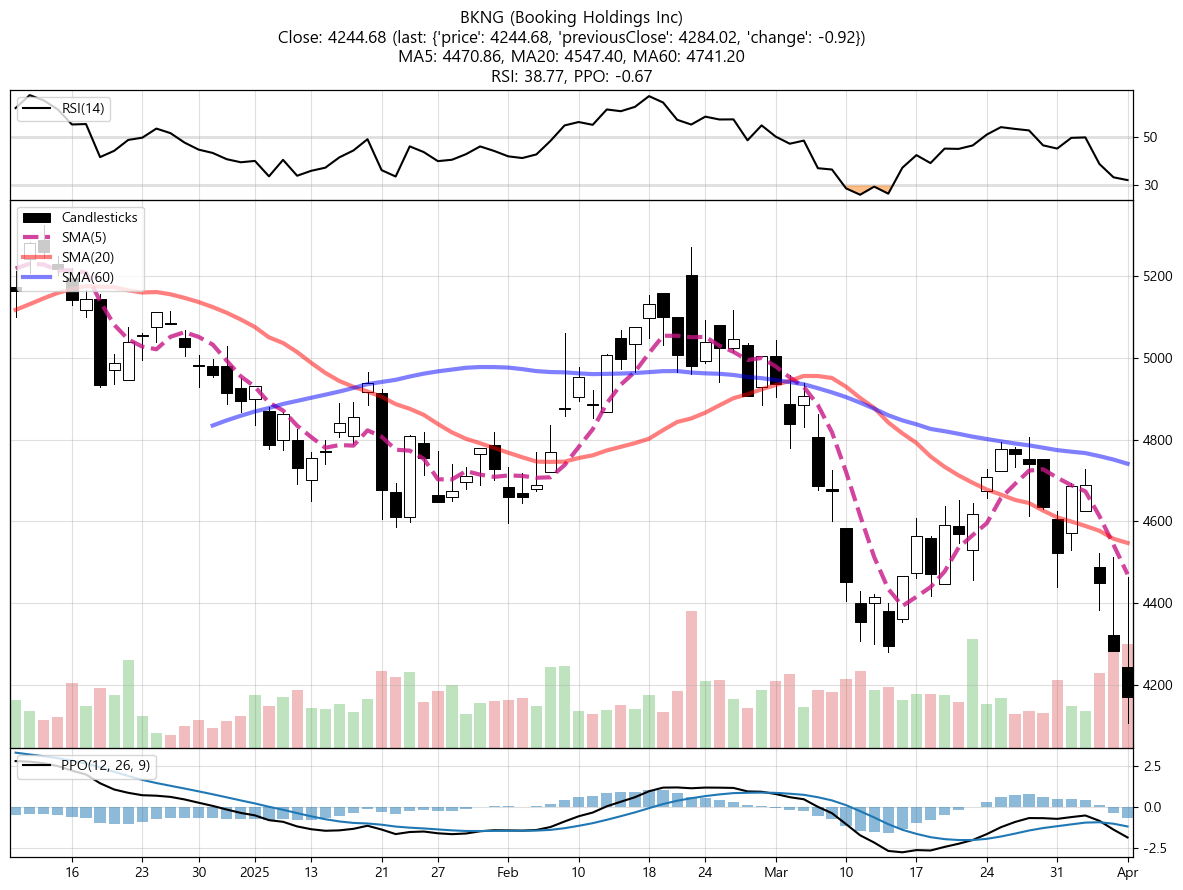 BKNG (Booking Holdings Inc)
Close: 4244.68 (last: {'price': 4244.68, 'previousClose': 4284.02, 'change': -0.92})
MA5: 4470.86, MA20: 4547.40, MA60: 4741.20
RSI: 38.77, PPO: -0.67
RSI(14)
50
30
Candlesticks
SMA(5)
SMA(20)
SMA(60)
5200
5000
4800
4600
4400
4200
PPO(12, 26, 9)
2.5
0.0
−2.5
16 23 30 2025 13 21 27 Feb 10 18 24 Mar 10 17 24 31 Apr